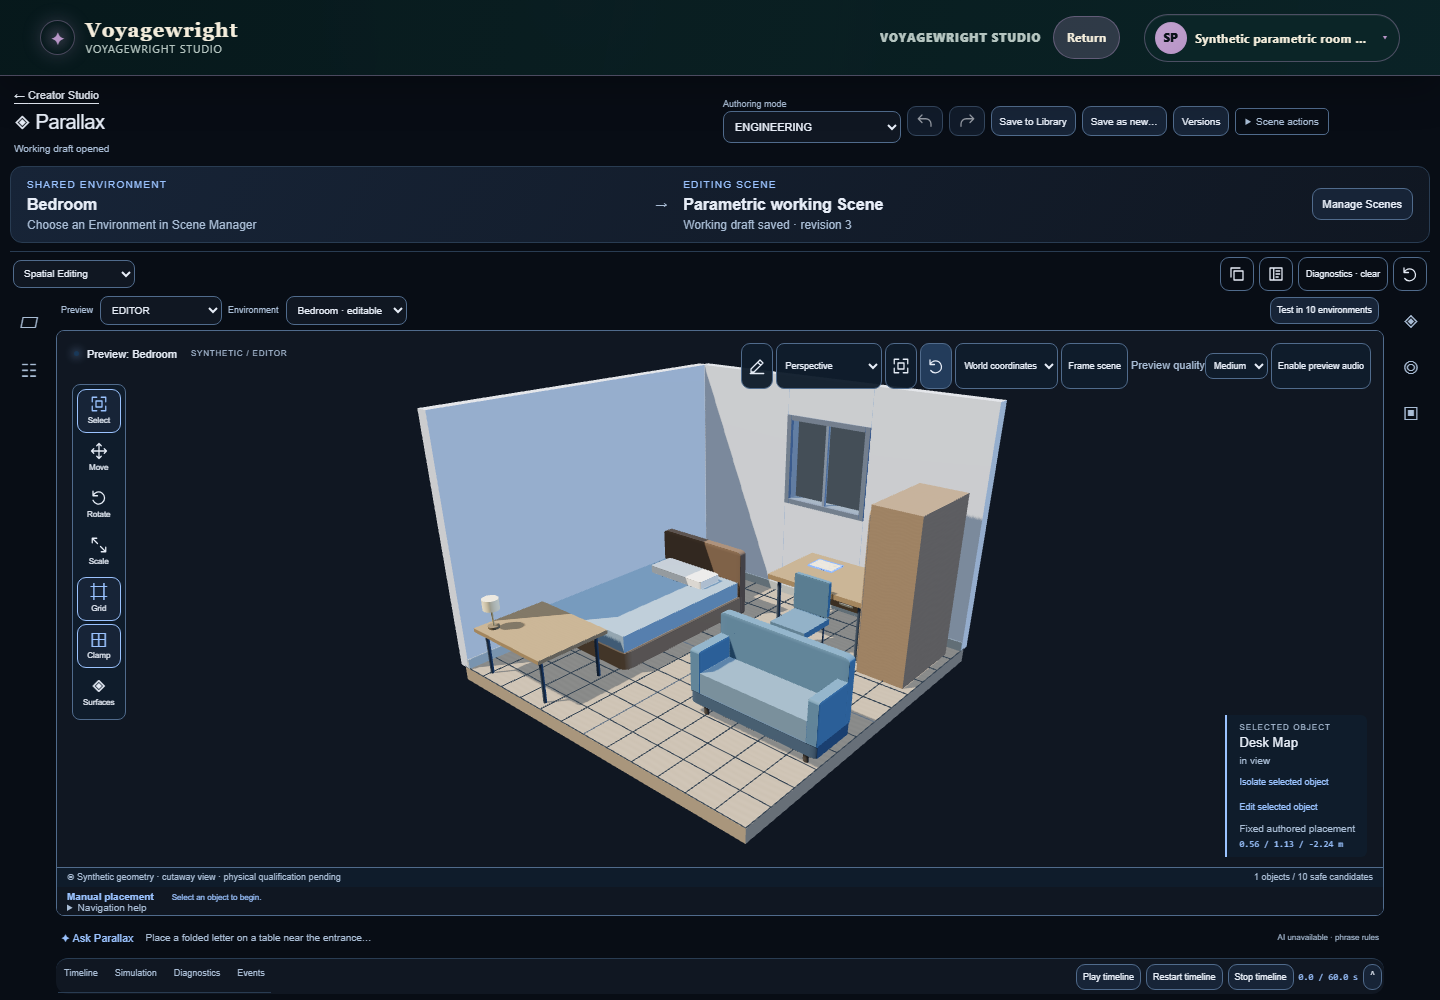 Voyagewright
VOYAGEWRIGHT STUDIO
VOYAGEWRIGHT STUDIO
Return
SP
Synthetic parametric room ...
← Creator Studio
Parallax
Working draft opened
Authoring mode
ENGINEERING
Save to Library
Save as new...
Versions
Scene actions
SHARED ENVIRONMENT
Bedroom
Choose an Environment in Scene Manager
→
EDITING SCENE
Parametric working Scene
Working draft saved · revision 3
Manage Scenes
Spatial Editing
Diagnostics · clear
Preview
EDITOR
Environment
Bedroom · editable
Test in 10 environments
Preview: Bedroom
SYNTHETIC / EDITOR
Perspective
World coordinates
Frame scene
Preview quality
Medium
Enable preview audio
Select
Move
Rotate
Scale
Grid
Clamp
Surfaces
SELECTED OBJECT
Desk Map
in view
Isolate selected object
Edit selected object
Fixed authored placement
0.56 / 1.13 / -2.24 m
Synthetic geometry · cutaway view · physical qualification pending
1 objects / 10 safe candidates
Manual placement
Select an object to begin.
Navigation help
Ask Parallax
Place a folded letter on a table near the entrance...
AI unavailable · phrase rules
Timeline
Simulation
Diagnostics
Events
Play timeline
Restart timeline
Stop timeline
0.0 / 60.0 s